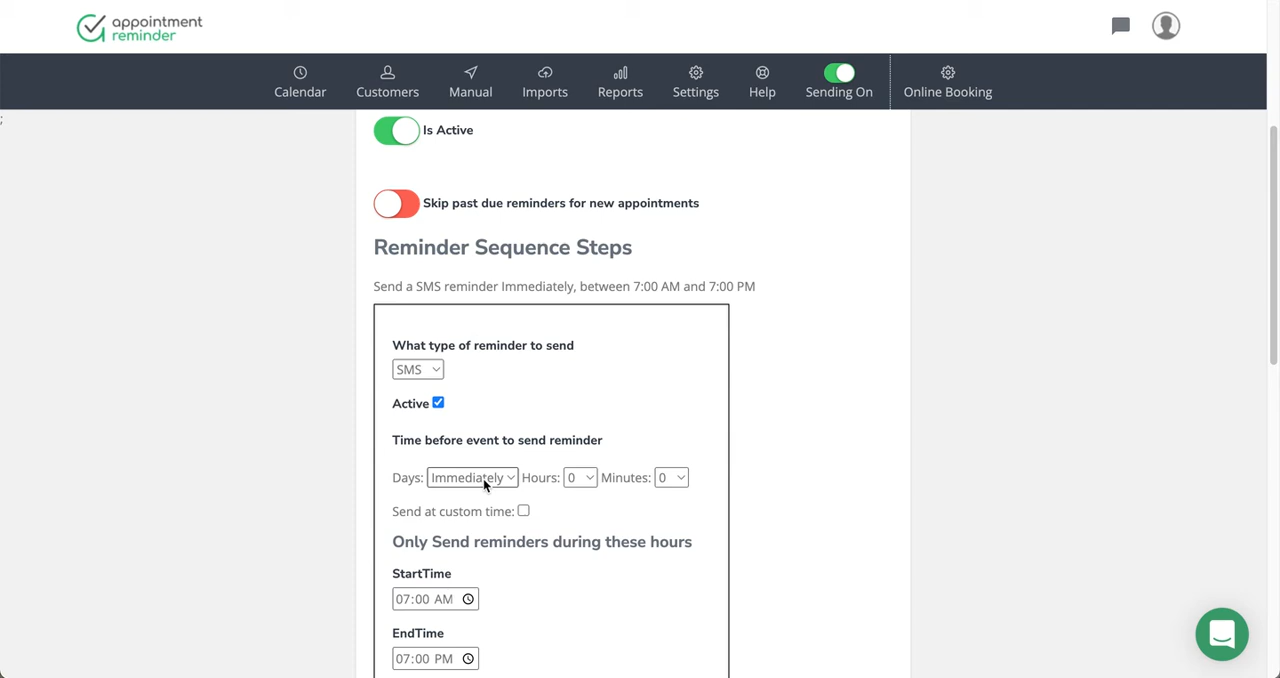 appointment
reminder
Calendar
Customers
Manual
Imports
Reports
Settings
Help
Sending On
Online Booking
;
Is Active
Skip past due reminders for new appointments
Reminder Sequence Steps
Send a SMS reminder Immediately, between 7:00 AM and 7:00 PM
What type of reminder to send
SMS
Active
Time before event to send reminder
Days: Immediately Hours: 0 Minutes: 0
Send at custom time:
Only Send reminders during these hours
StartTime
07:00 AM
EndTime
07:00 PM